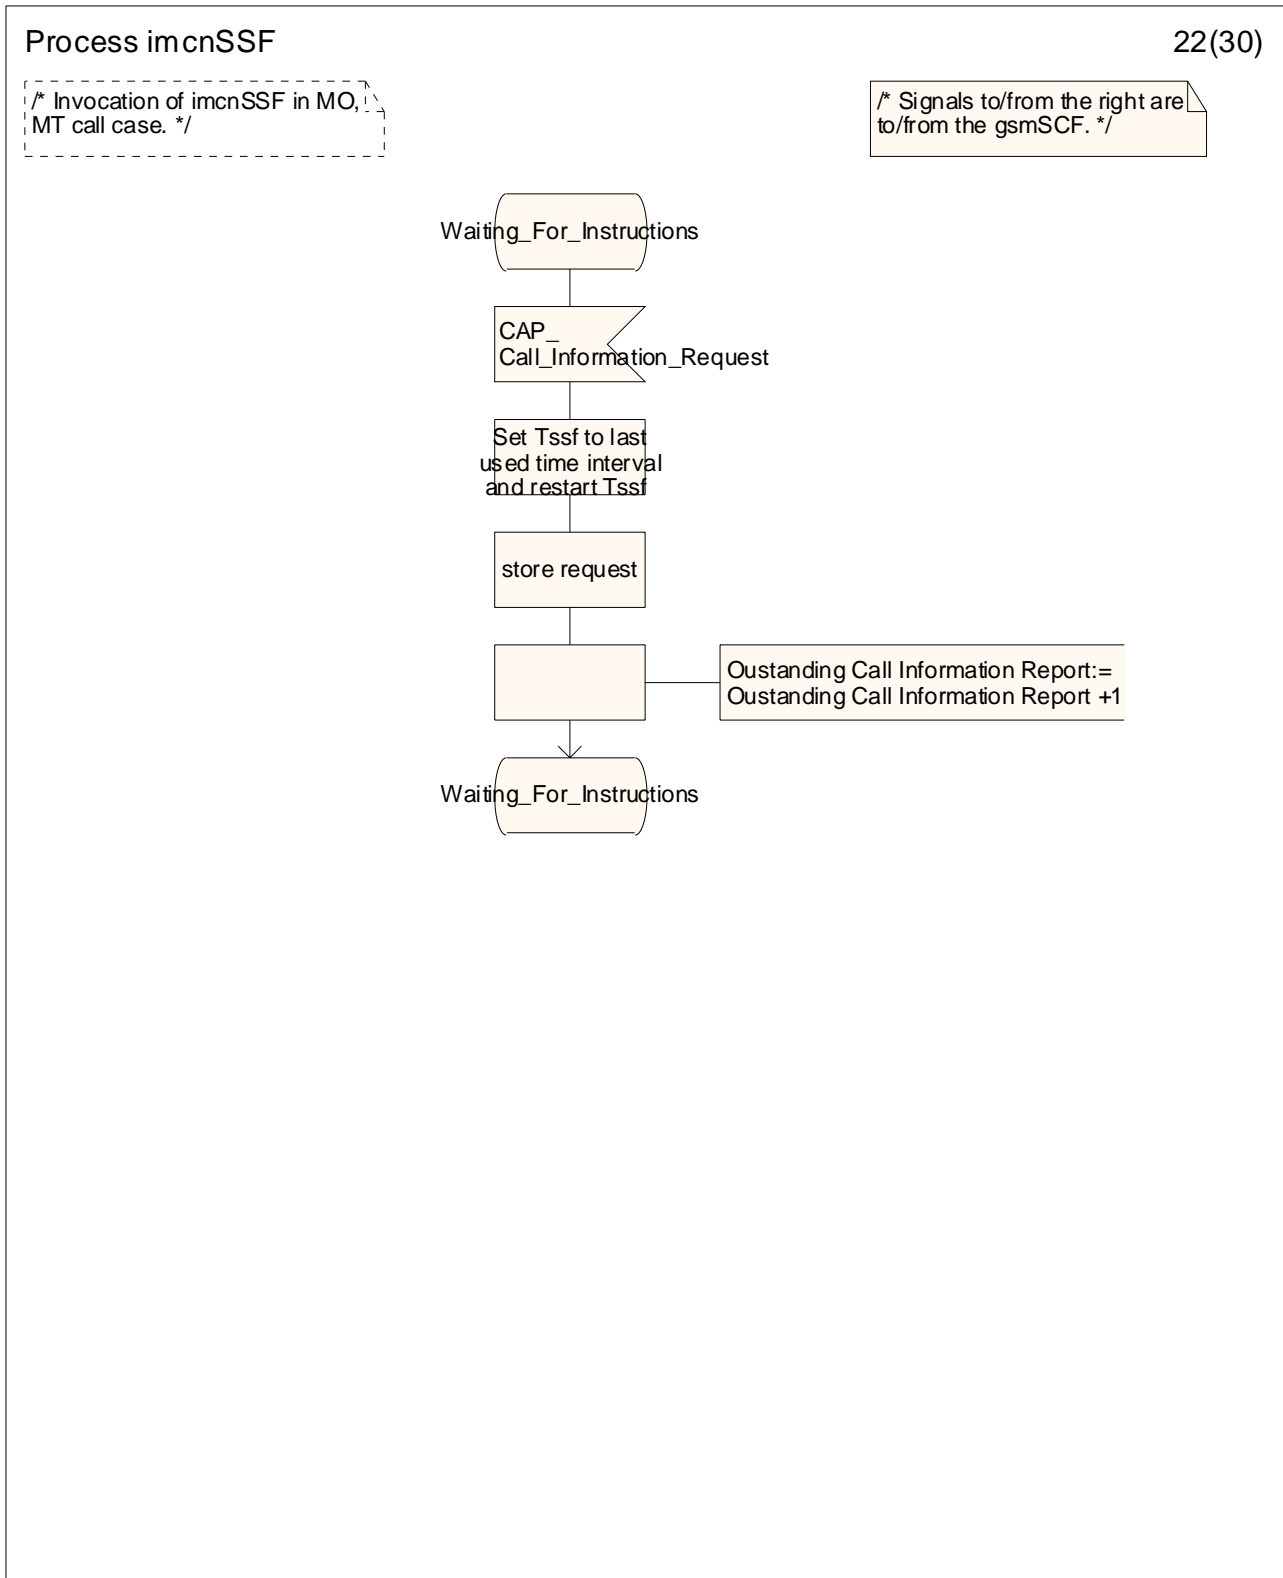 Process imcnSSF
22(30)
/* Invocation of imcnSSF in MO,
MT call case. */
/* Signals to/from the right are
to/from the gsmSCF. */
Waiting_For_Instructions
CAP_
Call_Information_Request
Set Tssf to last
used time interval
and restart Tssf
store request
Oustanding Call Information Report:=
Oustanding Call Information Report +1
Waiting_For_Instructions